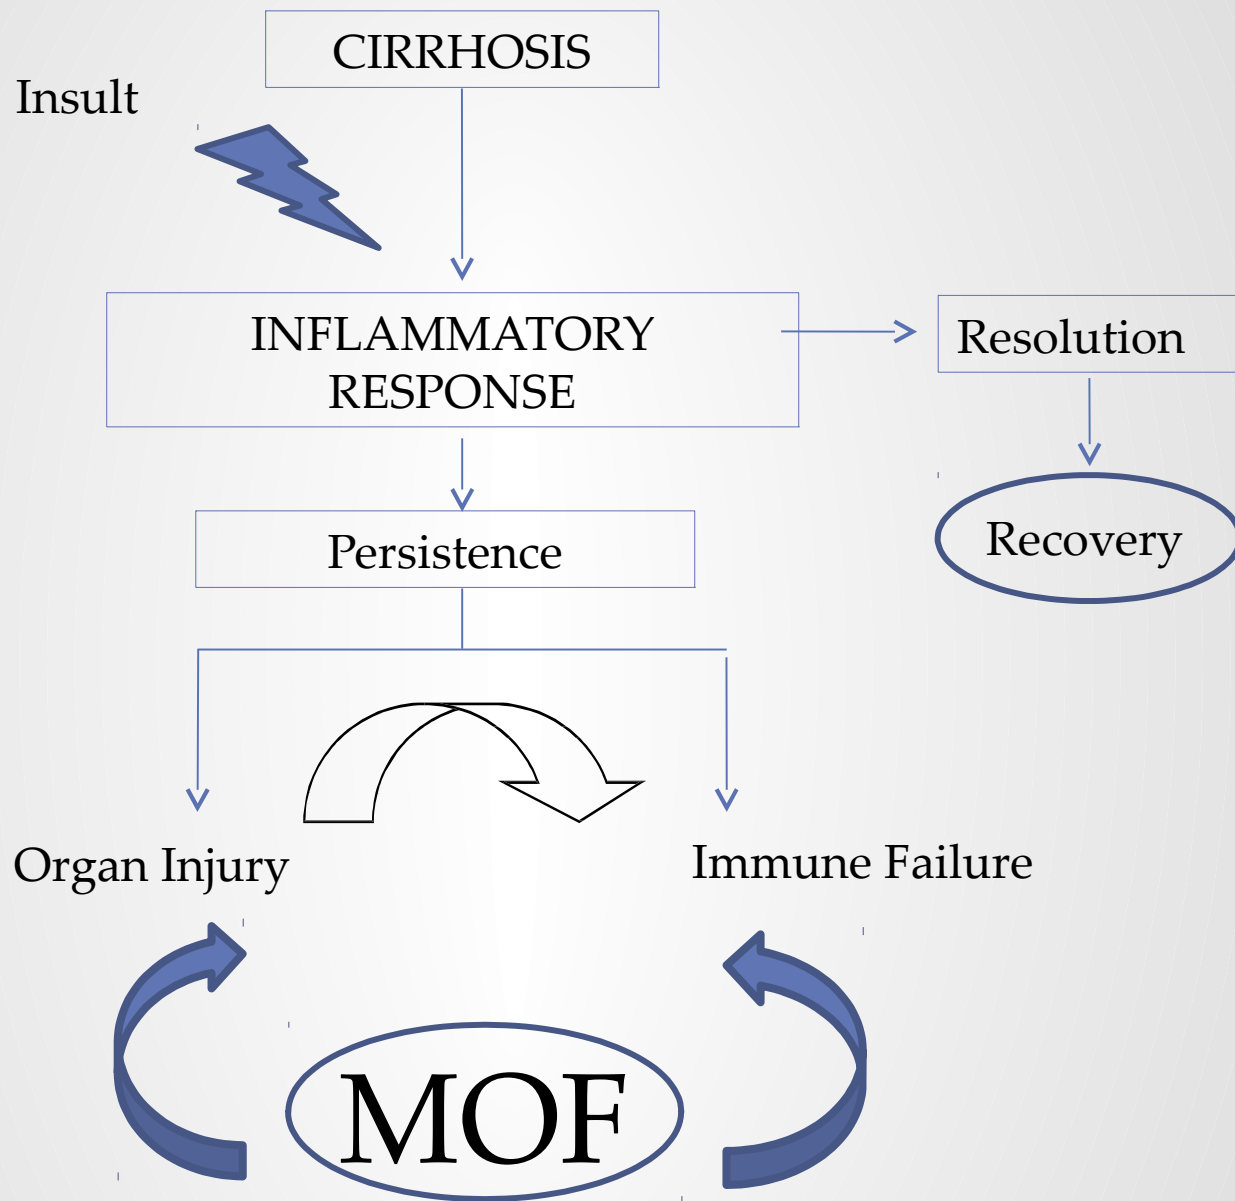 CIRRHOSIS
Insult
INFLAMMATORY
RESPONSE
Resolution
Recovery
Persistence
Organ Injury
Immune Failure
MOF